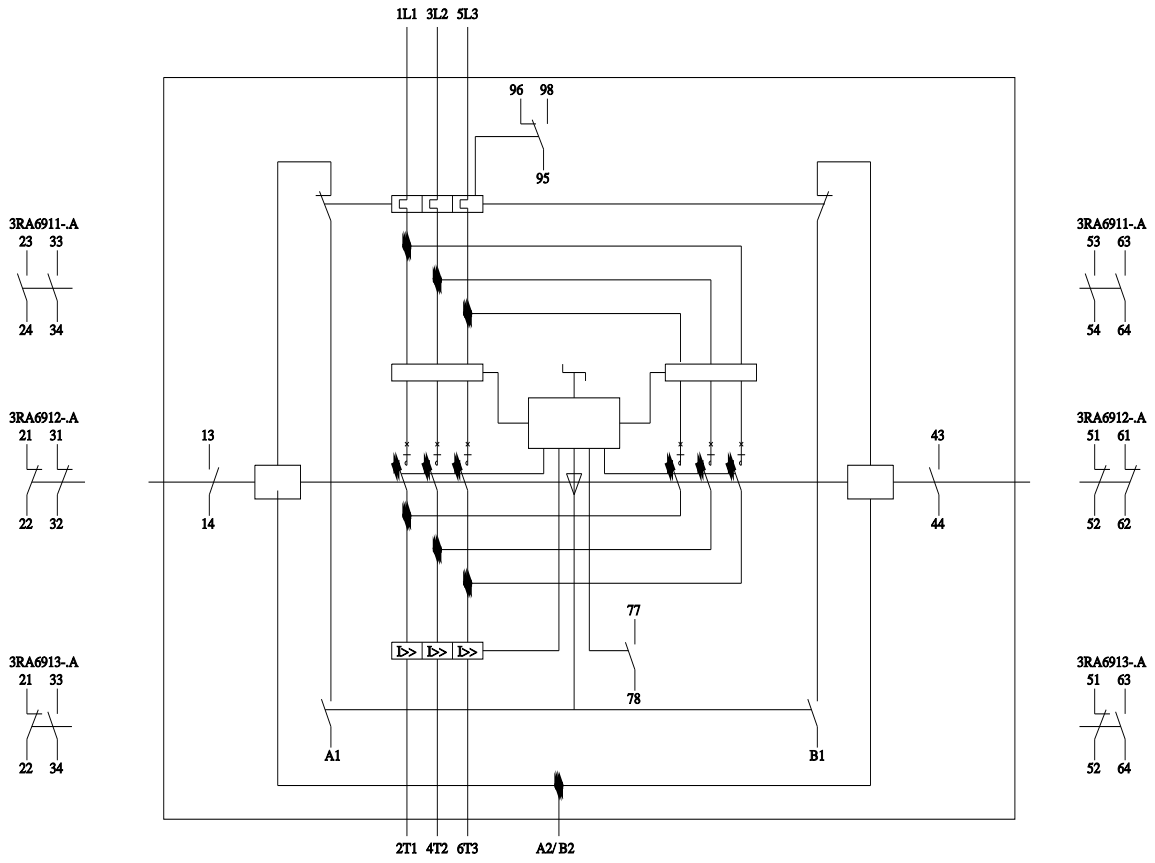 1L1 3L2 5L3
96 98
95
3RA6911-.A
23 33
24 34
3RA6911-.A
53 63
54 64
3RA6912-.A
21 31
22 32
13
14
43
44
3RA6912-.A
51 61
52 62
I>> I>> I>>
77
78
3RA6913-.A
21 33
22 34
3RA6913-.A
51 63
52 64
A1
B1
2T1 4T2 6T3
A2/ B2